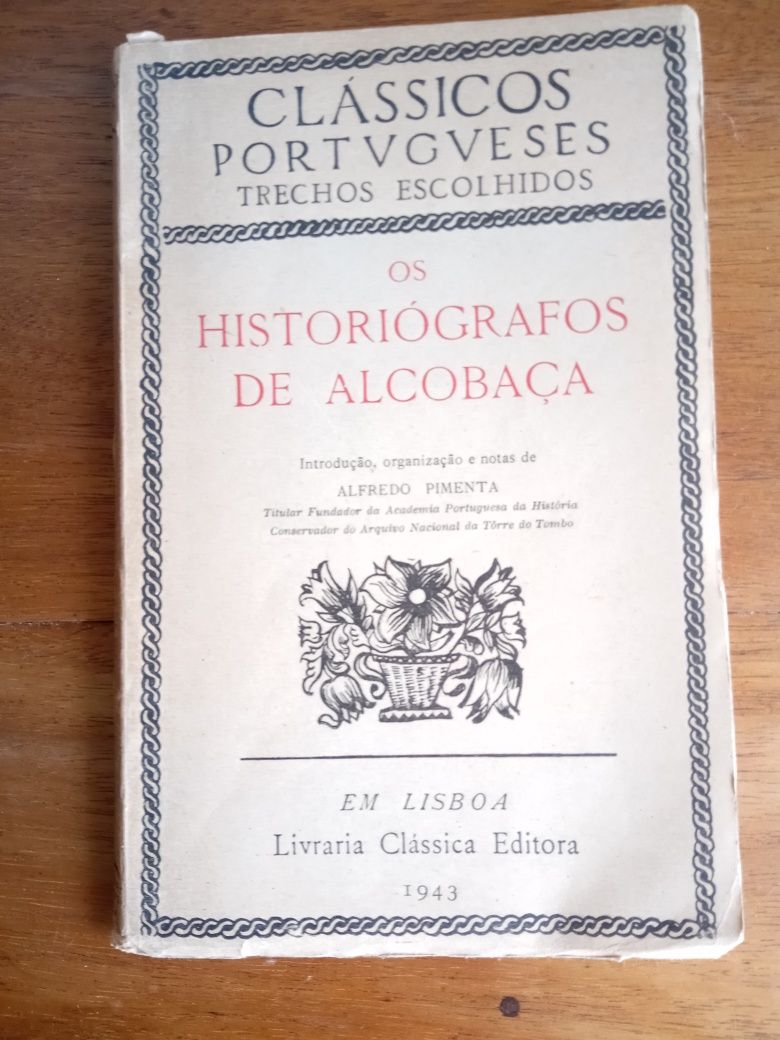 CLÁSSICOS
PORTVGVESES
TRECHOS ESCOLHIDOS
OS
HISTORIÓGRAFOS
DE ALCOBAÇA
Introdução, organização e notas de
ALFREDO PIMENTA
Titular Fundador da Academia Portuguesa da História
Conservador do Arquivo Nacional da Tôrre do Tombo
EM LISBOA
Livraria Clássica Editora
1943